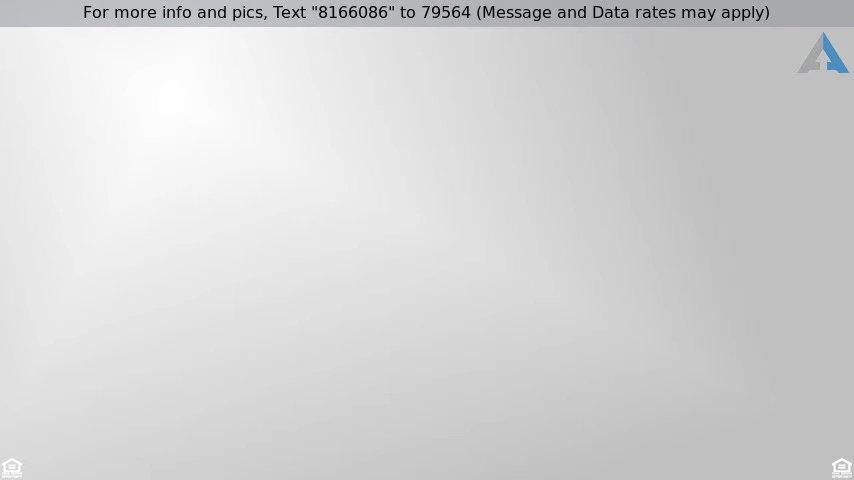 For more info and pics, Text "8166086" to 79564 (Message and Data rates may apply)